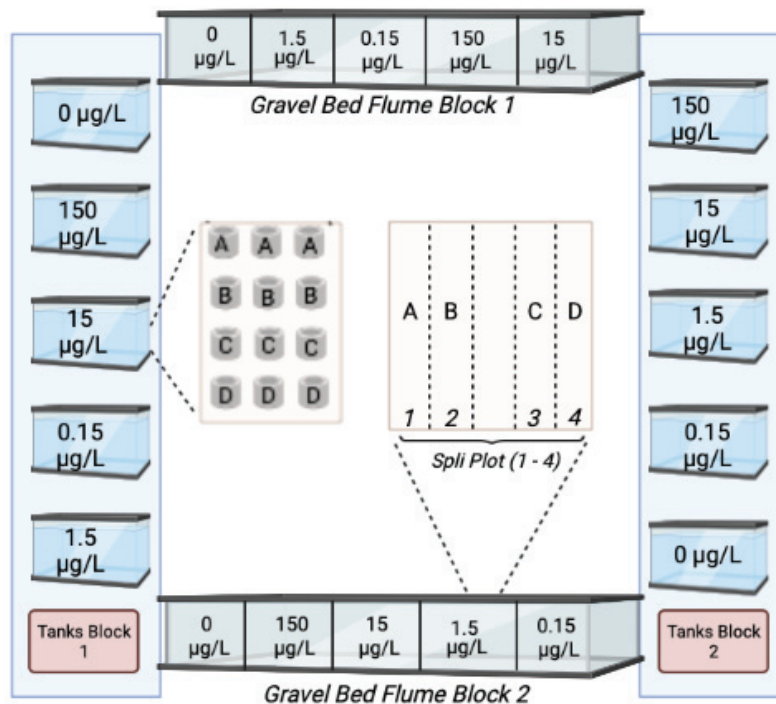 0
µg/L
1.5
µg/L
0.15
µg/L
150
µg/L
15
µg/L
Gravel Bed Flume Block 1
0 µg/L
150
µg/L
15
µg/L
0.15
µg/L
1.5
µg/L
Tanks Block
1
A A A
B B B
C C C
D D D
A B C D
1 2 3 4
Spli Plot (1 - 4)
150
µg/L
15
µg/L
1.5
µg/L
0.15
µg/L
0 µg/L
Tanks Block
2
0
µg/L
150
µg/L
15
µg/L
1.5
µg/L
0.15
µg/L
Gravel Bed Flume Block 2